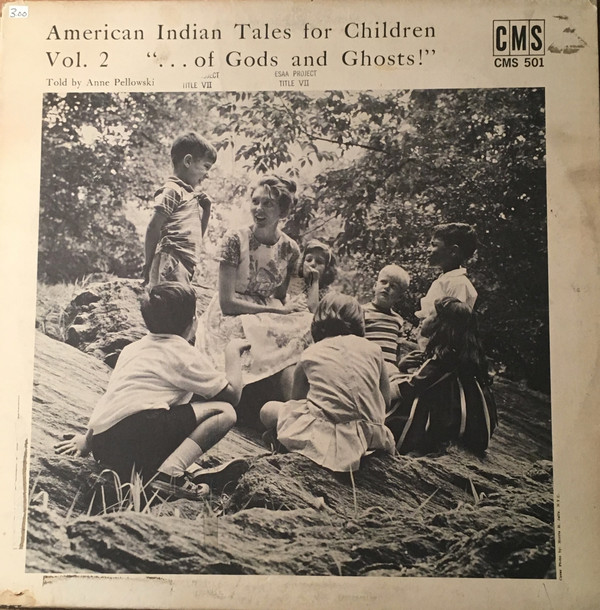 300
American Indian Tales for Children
Vol. 2 “...of Gods and Ghosts!”
Told by Anne Pellowski
TITLE VII
ESAA PROJECT
TITLE VII
CMS
CMS 501